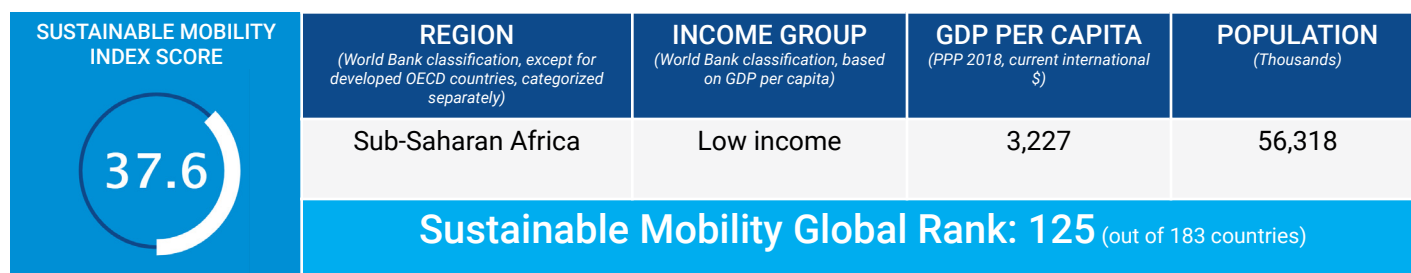 SUSTAINABLE MOBILITY
INDEX SCORE
37.6
REGION
(World Bank classification, except for
developed OECD countries, categorized
separately)
INCOME GROUP
(World Bank classification, based
on GDP per capita)
GDP PER CAPITA
(PPP 2018, current international
$)
POPULATION
(Thousands)
Sub-Saharan Africa
Low income
3,227
56,318
Sustainable Mobility Global Rank: 125 (out of 183 countries)